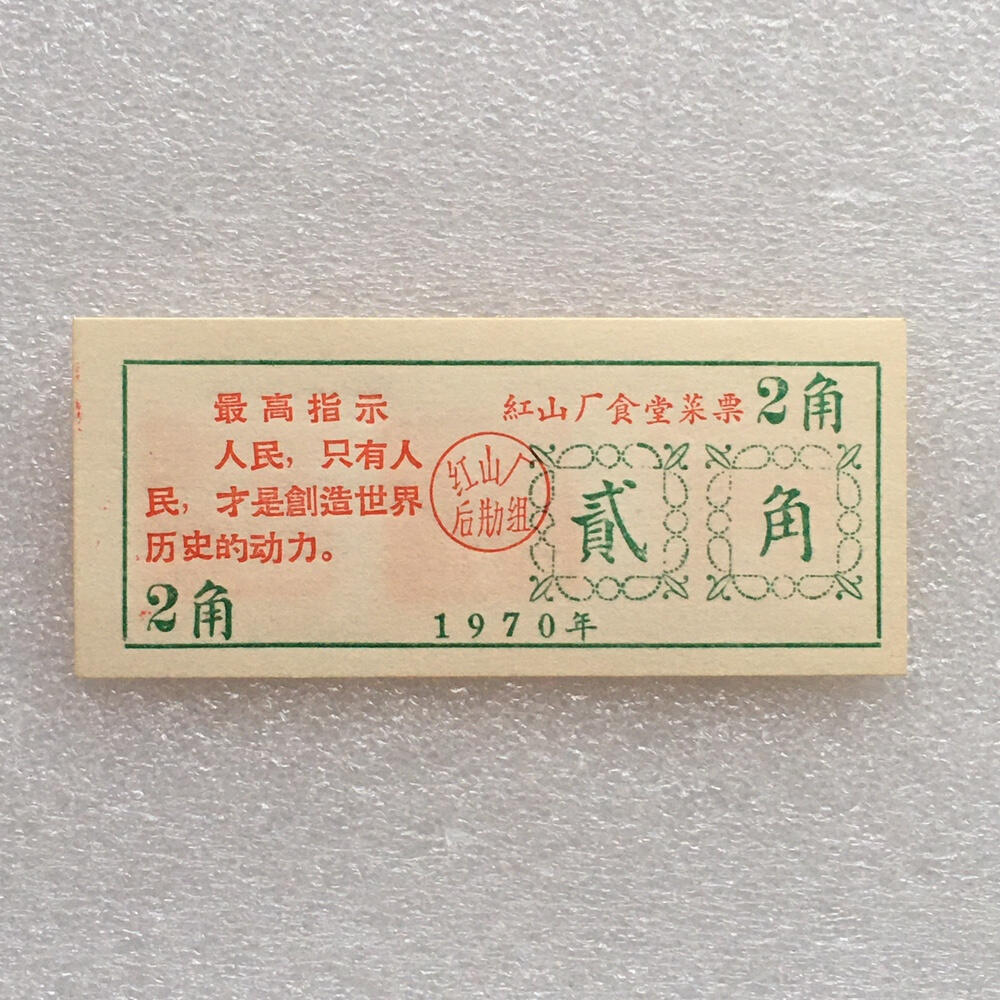 最高指示
人民，只有人
民，才是創造世界
历史的动力。
2角
紅山厂食堂菜票
2角
红山厂
后勤组
貳角
1970年